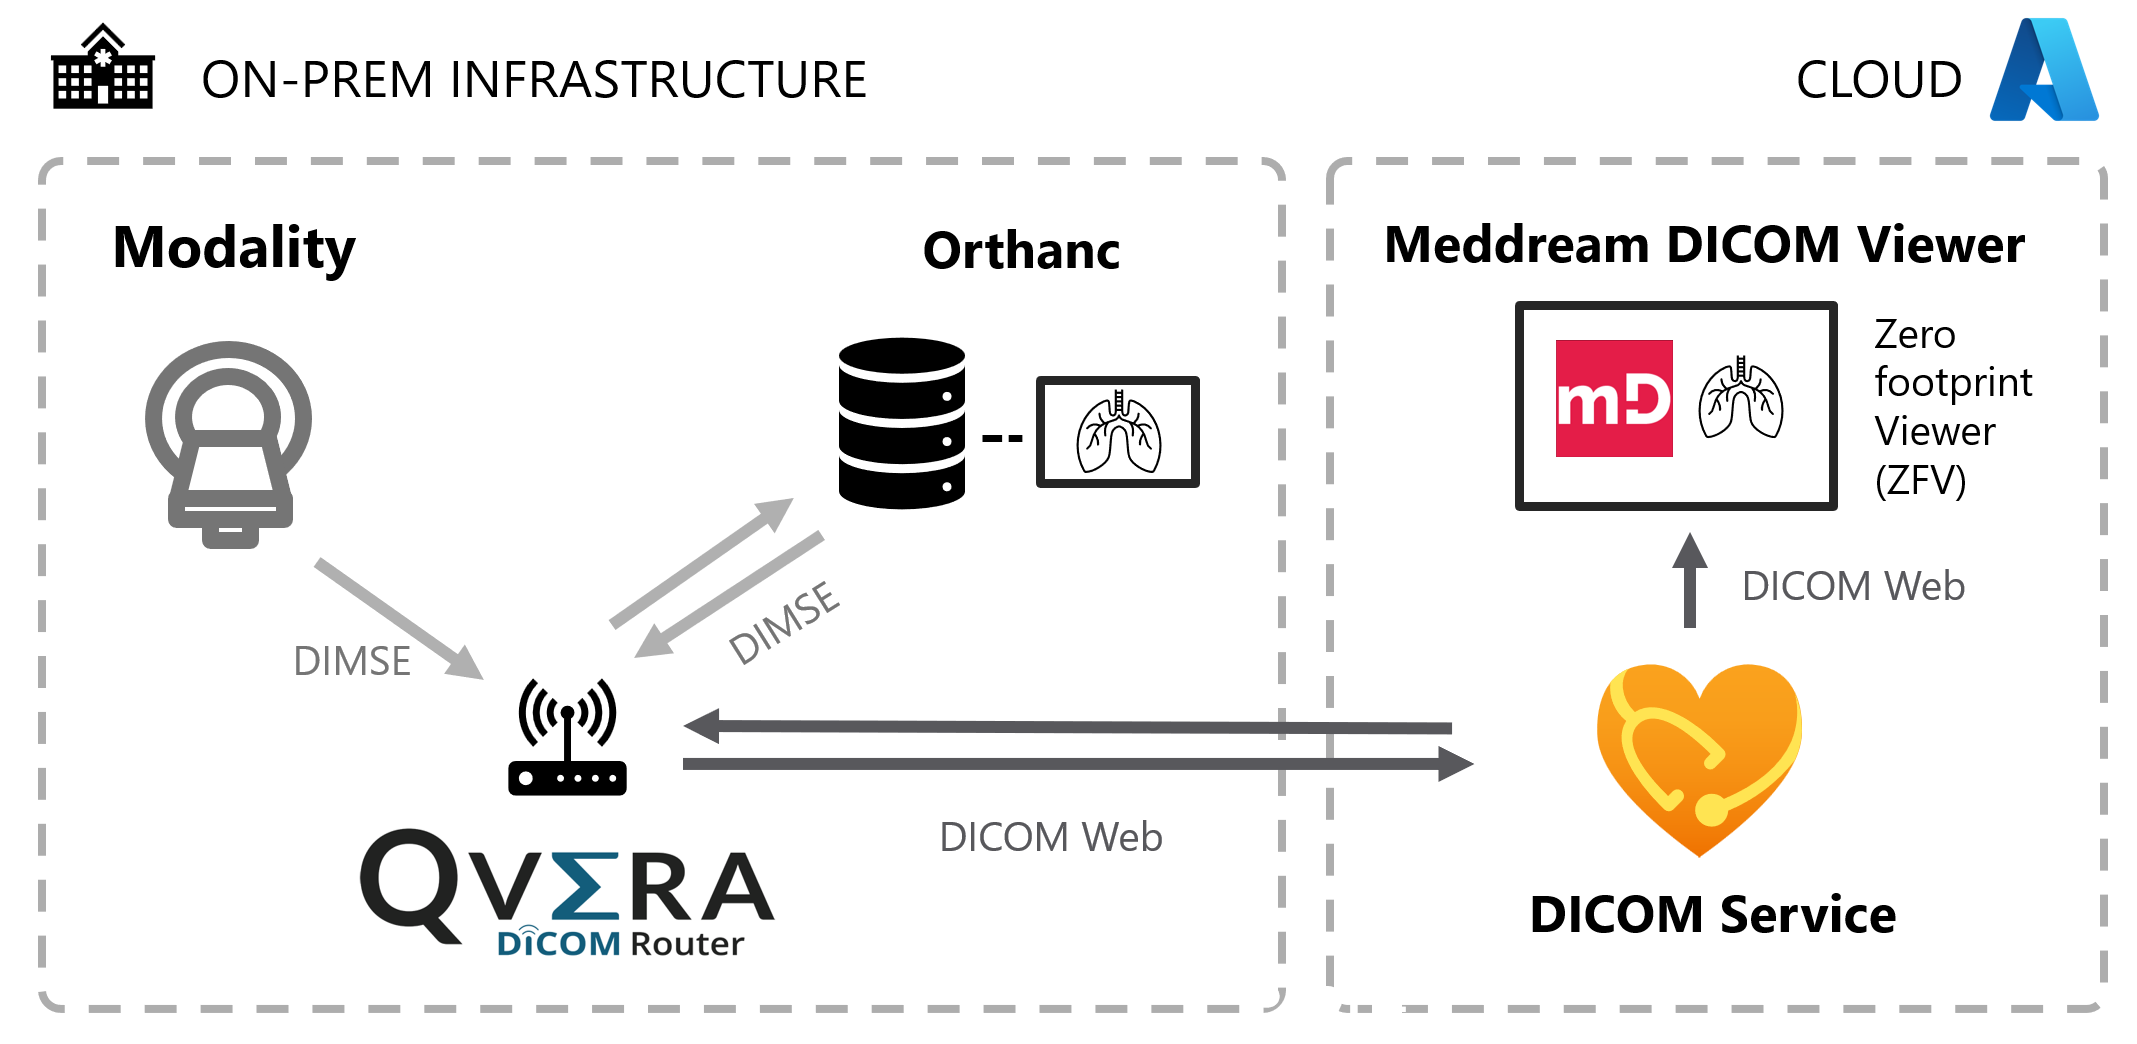 ON-PREM INFRASTRUCTURE
CLOUD
Modality
Orthanc
Meddream DICOM Viewer
mD
Zero
footprint
Viewer
(ZFV)
DIMSE
DIMSE
DICOM Web
DICOM Web
QVΣRA
DiCOM Router
DICOM Service